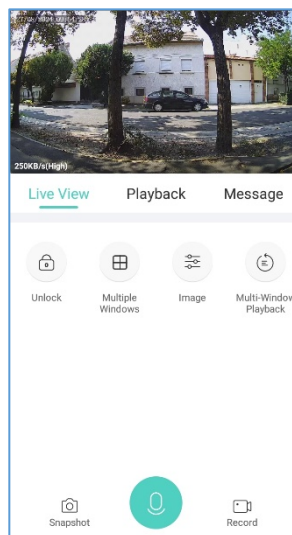 250KB/s(High)
Live View Playback Message
Unlock
Multiple
Windows
Image
Multi-Window
Playback
Snapshot
Record